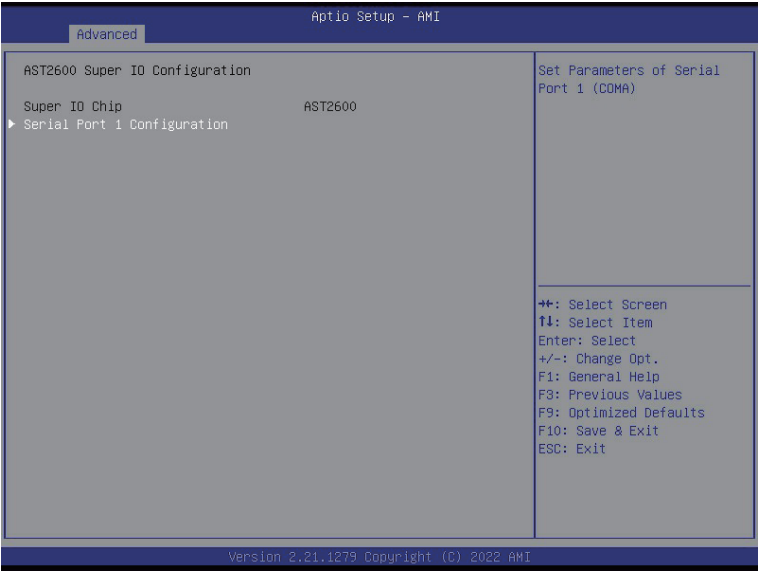 Aptio Setup – AMI
Advanced
AST2600 Super IO Configuration
Super IO Chip AST2600
▶ Serial Port 1 Configuration
Set Parameters of Serial
Port 1 (COMA)
→←: Select Screen
↑↓: Select Item
Enter: Select
+/-: Change Opt.
F1: General Help
F3: Previous Values
F9: Optimized Defaults
F10: Save & Exit
ESC: Exit
Version 2.21.1279 Copyright (C) 2022 AMI